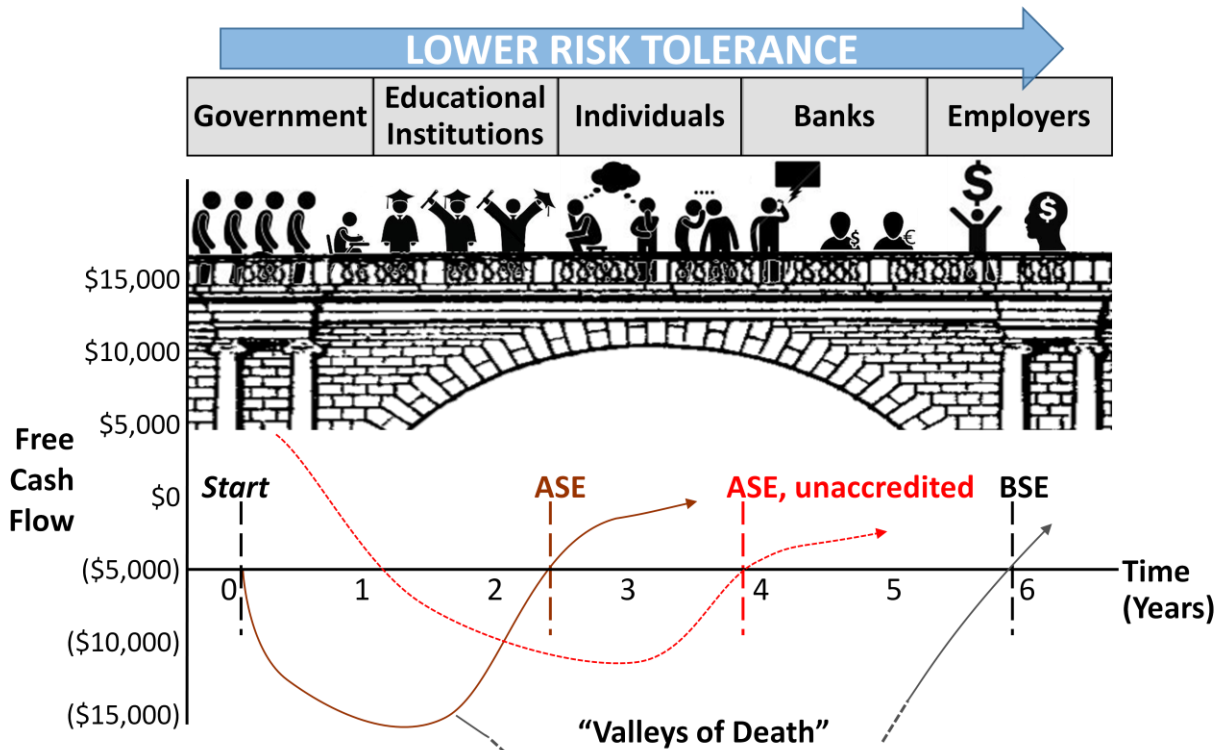 LOWER RISK TOLERANCE
Government
Educational
Institutions
Individuals
Banks
Employers
$
....
$
€
$
$15,000
$10,000
$5,000
Free
Cash
Flow
$0
($5,000)
($10,000)
($15,000)
Start
ASE
ASE, unaccredited
BSE
0 1 2 3 4 5 6
Time
(Years)
“Valleys of Death”